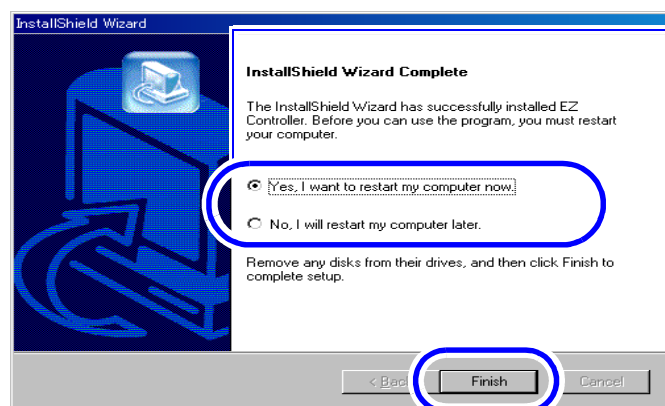 InstallShield Wizard
InstallShield Wizard Complete
The InstallShield Wizard has successfully installed EZ
Controller. Before you can use the program, you must restart
your computer.
Yes, I want to restart my computer now.
No, I will restart my computer later.
Remove any disks from their drives, and then click Finish to
complete setup.
< Bac Finish Cancel